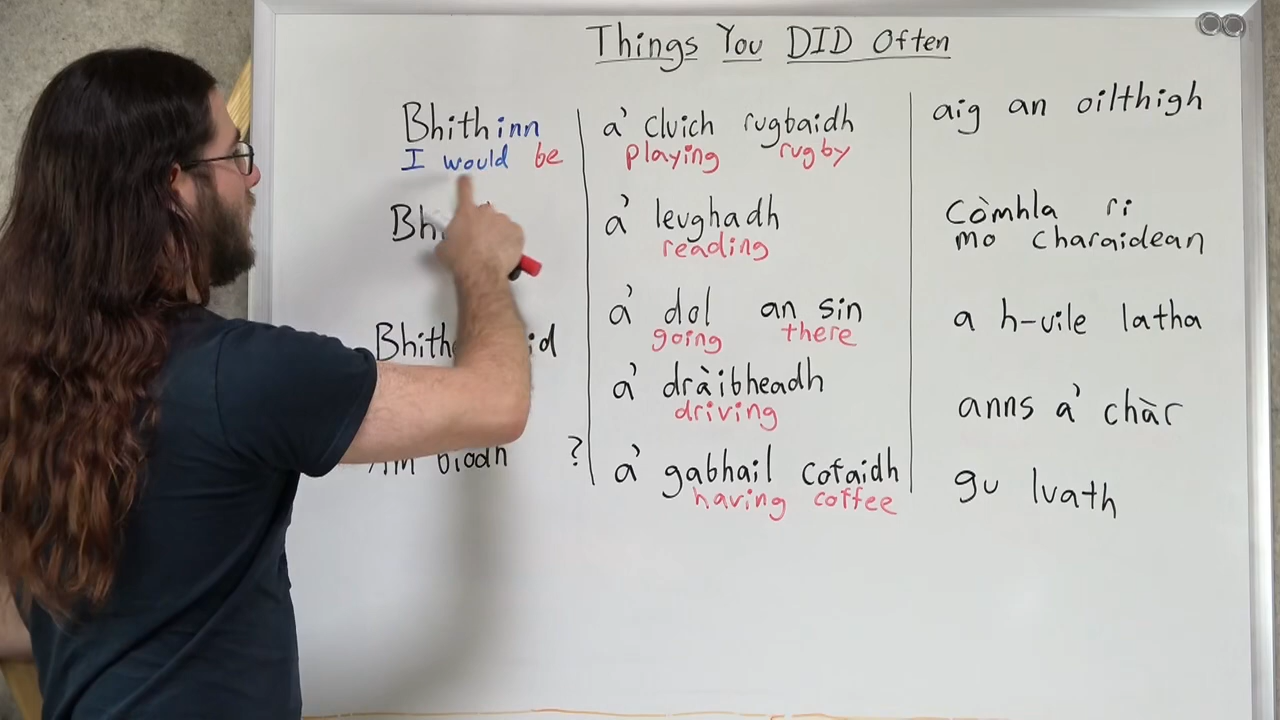 Things You DID Often
Bhithinn
I would be
a' cluich rugbaidh
playing rugby
a' leughadh
reading
a' dol an sin
going there
a' dràibheadh
driving
?
a' gabhail cofaidh
having coffee
aig an oilthigh
còmhla ri
mo charaidean
a h-uile latha
anns a' chàr
gu luath